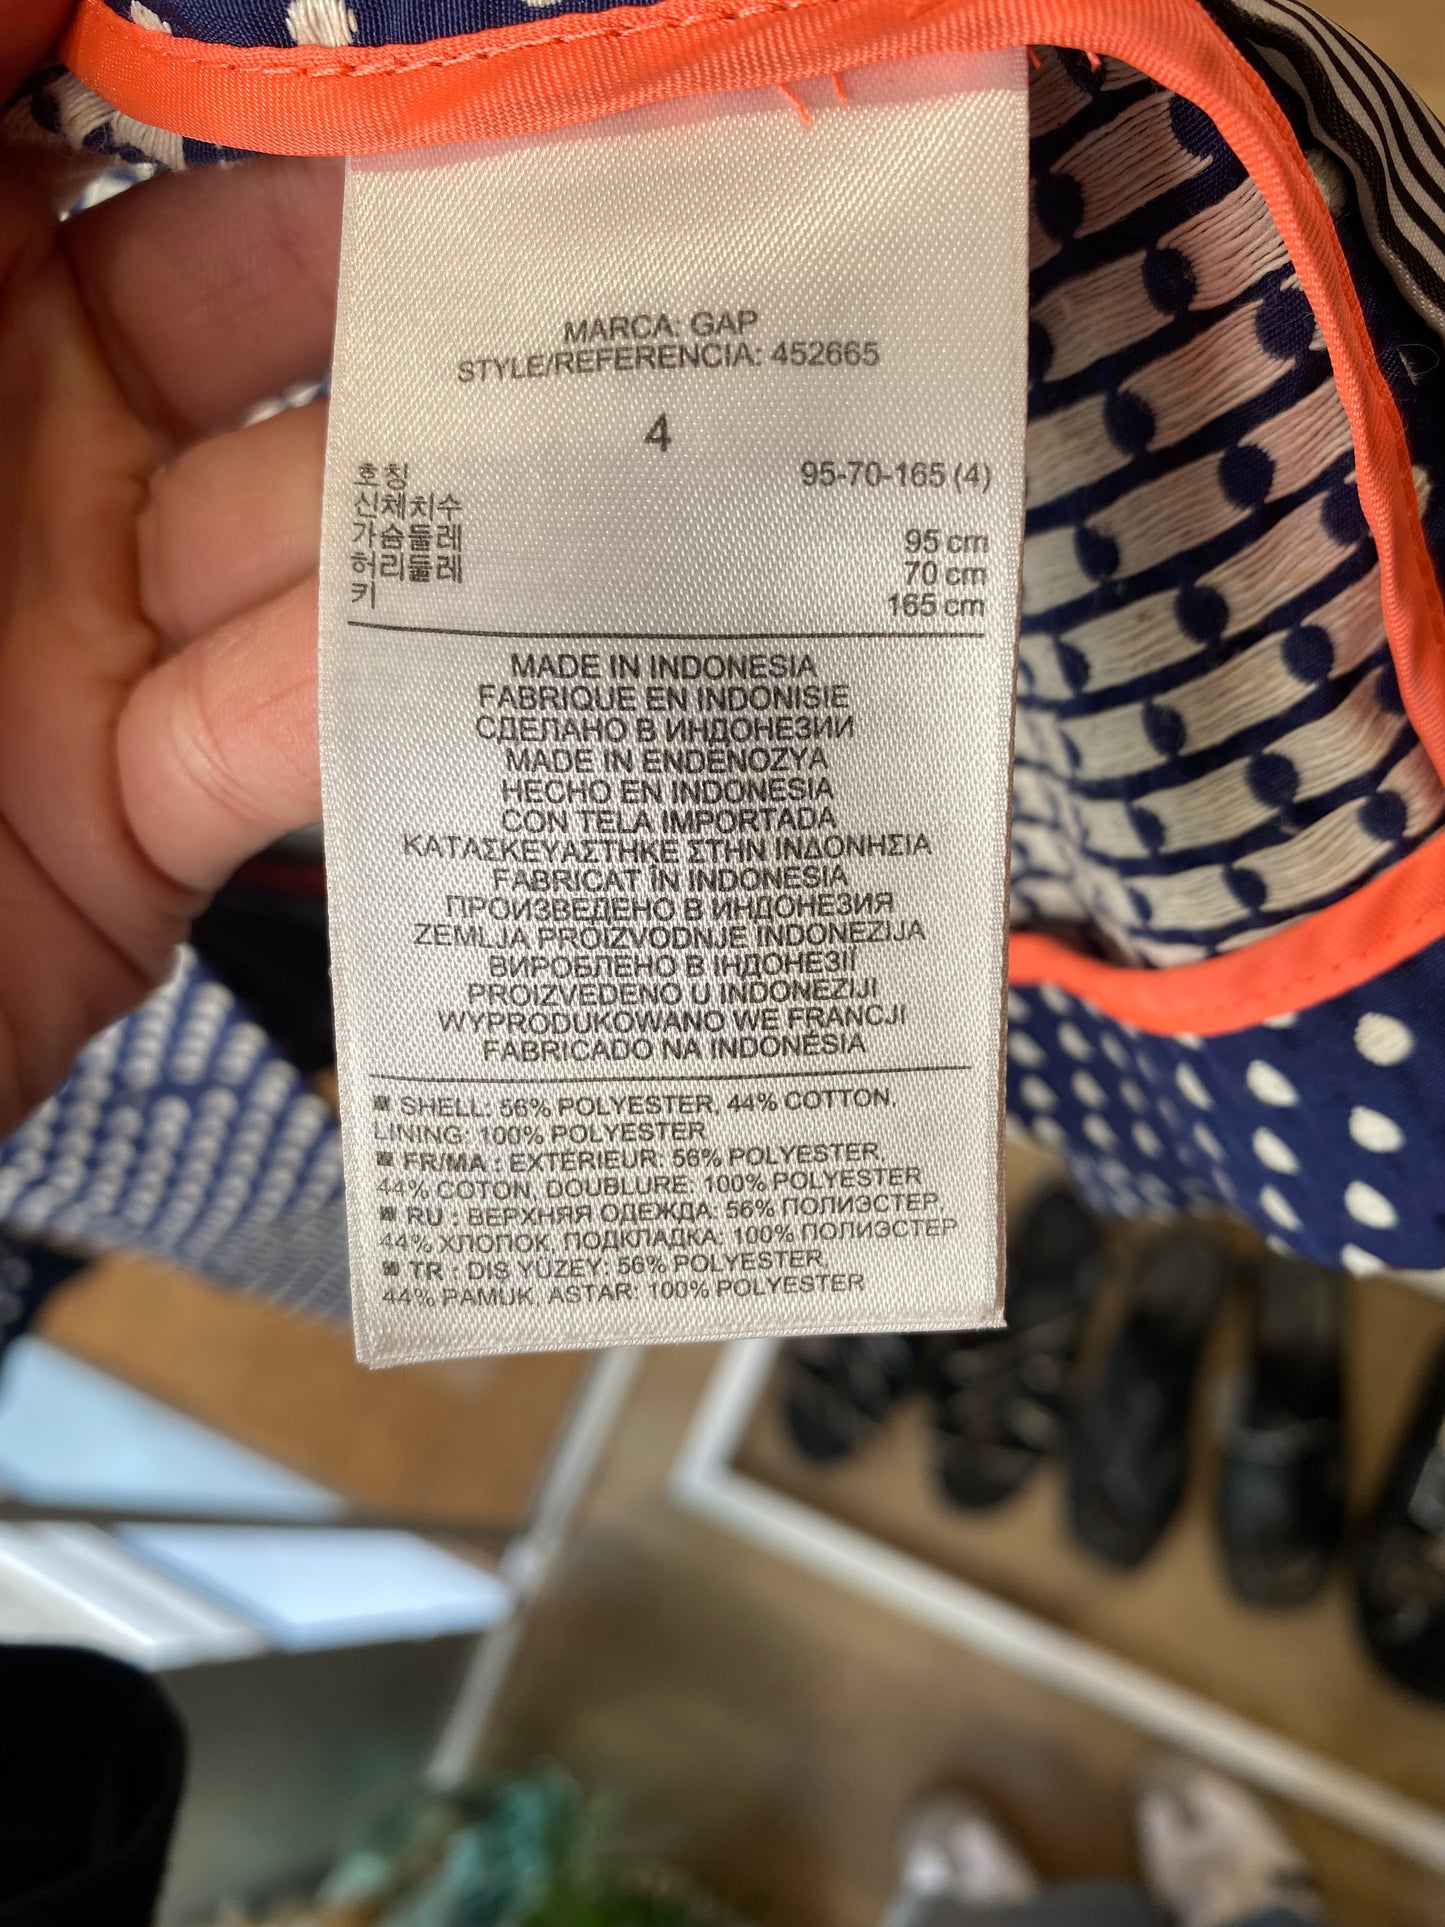 MARCA: GAP
STYLE/REFERENCIA: 452665
4
호칭 95-70-165 (4)
신체치수
가슴둘레 95 cm
허리둘레 70 cm
키 165 cm
MADE IN INDONESIA
FABRIQUE EN INDONISIE
СДЕЛАНО В ИНДОНЕЗИИ
MADE IN ENDENOZYA
HECHO EN INDONESIA
CON TELA IMPORTADA
ΚΑΤΑΣΚΕΥΑΣΤΗΚΕ ΣΤΗΝ ΙΝΔΟΝΗΣΙΑ
FABRICAT ÎN INDONESIA
ПРОИЗВЕДЕНО В ИНДОНЕЗИЯ
ZEMLJA PROIZVODNJE INDONEZIJA
ВИРОБЛЕНО В ІНДОНЕЗІЇ
PROIZVEDENO U INDONEZIJI
WYPRODUKOWANO WE FRANCJI
FABRICADO NA INDONÉSIA
SHELL: 56% POLYESTER, 44% COTTON,
LINING: 100% POLYESTER
FR/MA : EXTERIEUR: 56% POLYESTER,
44% COTON, DOUBLURE: 100% POLYESTER
RU : ВЕРХНЯЯ ОДЕЖДА: 56% ПОЛИЭСТЕР,
44% ХЛОПОК, ПОДКЛАДКА: 100% ПОЛИЭСТЕР
TR : DIS YÜZEY: 56% POLYESTER,
44% PAMUK, ASTAR: 100% POLYESTER